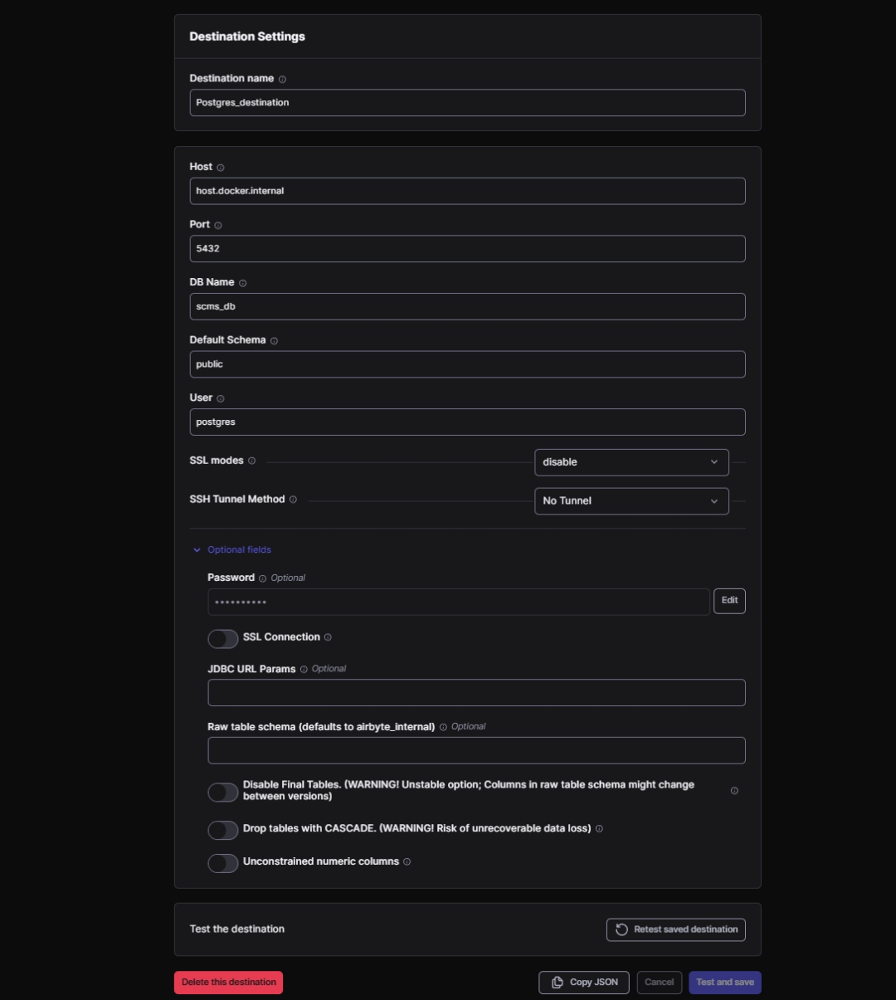 Destination Settings
Destination name
Postgres_destination
Host
host.docker.internal
Port
5432
DB Name
scms_db
Default Schema
public
User
postgres
SSL modes
disable
SSH Tunnel Method
No Tunnel
Optional fields
Password Optional
••••••••••
Edit
SSL Connection
JDBC URL Params Optional
Raw table schema (defaults to airbyte_internal) Optional
Disable Final Tables. (WARNING! Unstable option; Columns in raw table schema might change
between versions)
Drop tables with CASCADE. (WARNING! Risk of unrecoverable data loss)
Unconstrained numeric columns
Test the destination
Retest saved destination
Delete this destination
Copy JSON
Cancel
Test and save